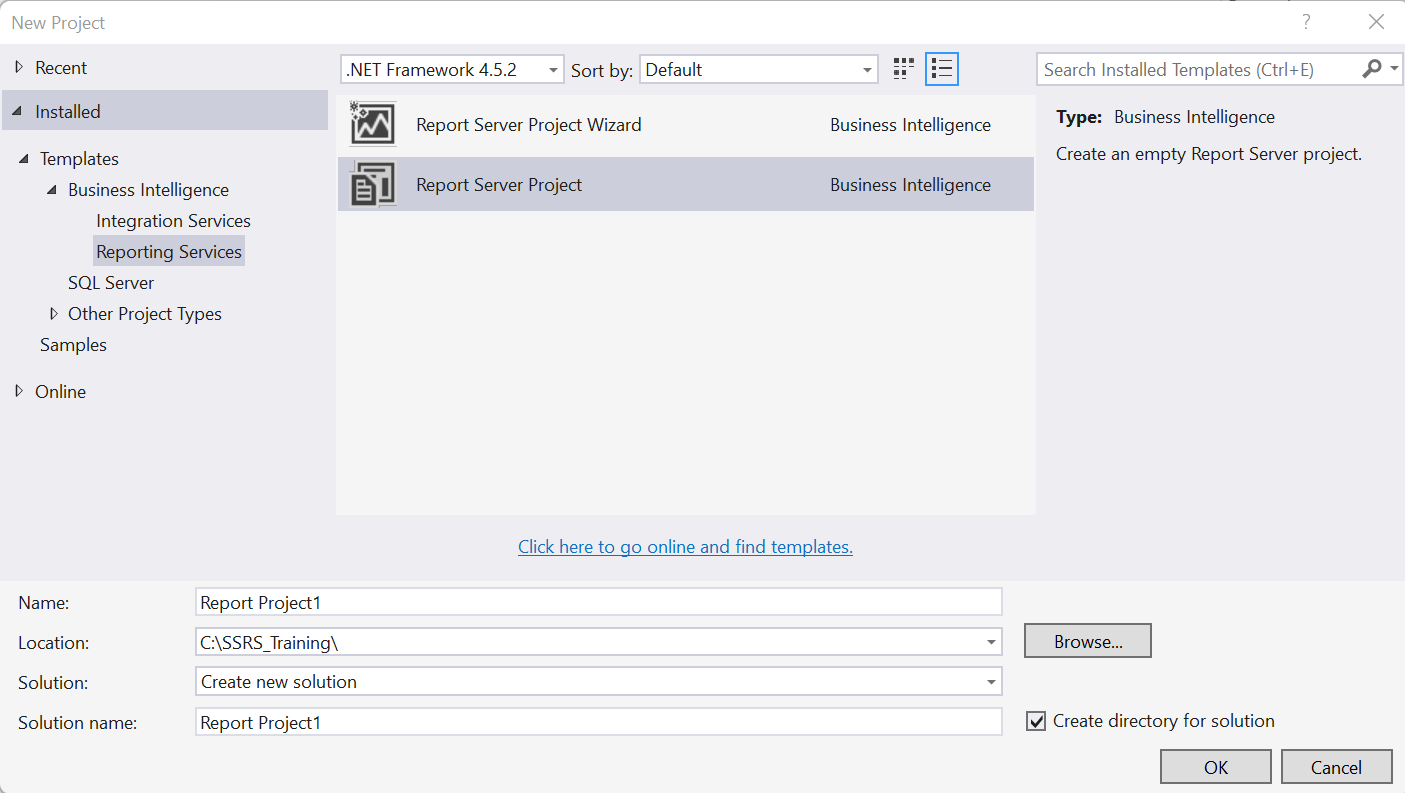 New Project
?
Recent
Installed
Templates
Business Intelligence
Integration Services
Reporting Services
SQL Server
Other Project Types
Samples
Online
.NET Framework 4.5.2 Sort by: Default
Report Server Project Wizard Business Intelligence
Report Server Project Business Intelligence
Click here to go online and find templates.
Search Installed Templates (Ctrl+E)
Type: Business Intelligence
Create an empty Report Server project.
Name: Report Project1
Location: C:\SSRS_Training\ Browse...
Solution: Create new solution
Solution name: Report Project1 Create directory for solution
OK Cancel